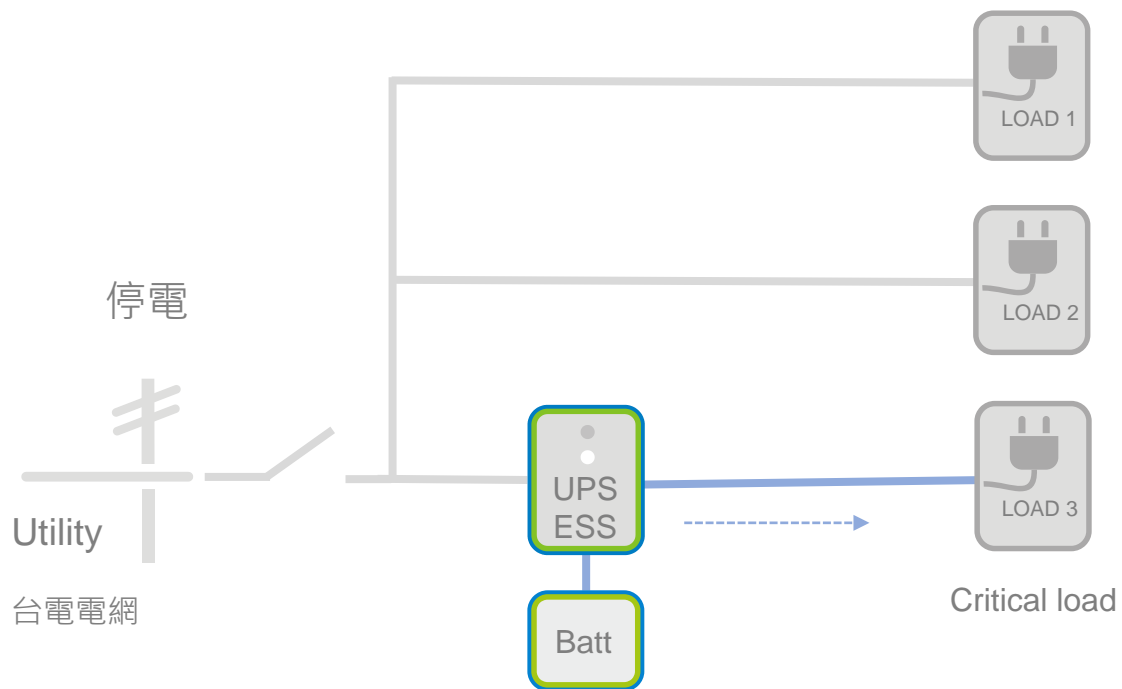 LOAD 1
LOAD 2
停電
UPS
ESS
LOAD 3
Utility
台電電網
Critical load
Batt